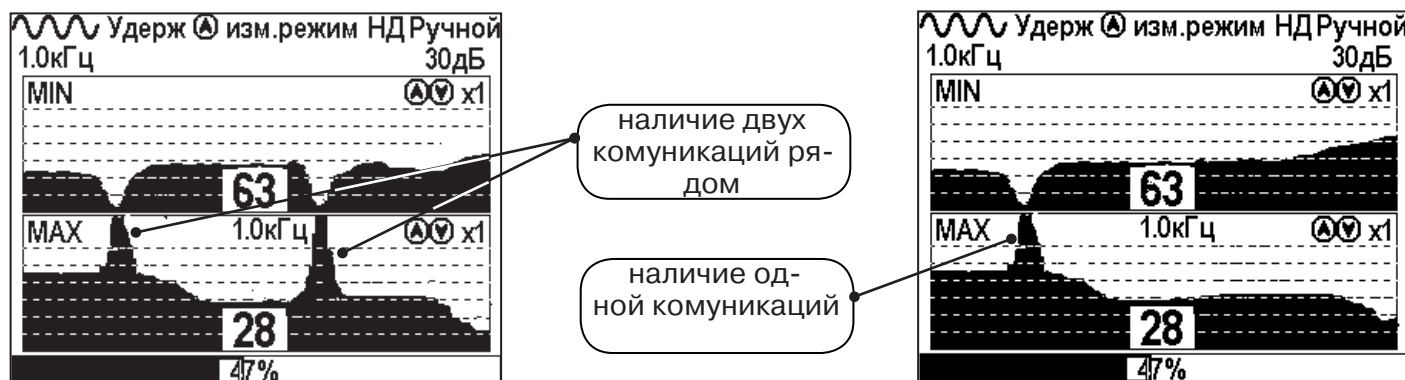 Удерж Ⓐ изм.режим НД Ручной
1.0кГц 30дБ
MIN x1
63
MAX 1.0кГц x1
28
47%
наличие двух
комуникаций ря-
дом
наличие од-
ной комуникаций
Удерж Ⓐ изм.режим НД Ручной
1.0кГц 30дБ
MIN x1
63
MAX 1.0кГц x1
28
47%